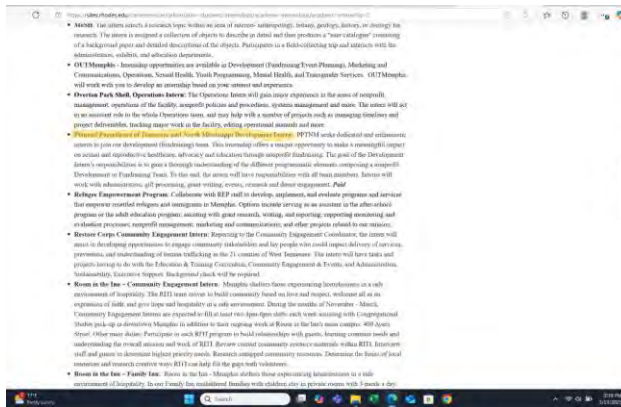 MoSH. The intern selects a research topic within an area of interest- anthropology, botany, geology, history, or zoology for
research. The intern is assigned a collection of objects to describe in detail and then produces a "mini catalogue" consisting
of a background paper and detailed descriptions of the objects. Participates in a field-collecting trip and interacts with the
administration, exhibits, and education departments.
• OUTMemphis - Internship opportunities are available in Development (Fundraising/Event Planning), Marketing and
Communications, Operations, Sexual Health, Youth Programming, Mental Health, and Transgender Services. OUTMemphis
will work with you to develop an internship based on your interest and experience.
• Overton Park Shell, Operations Intern: The Operations Intern will gain majory experience in the areas of nonprofit
management, operations of the facility, nonprofit policies and procedures, systems management and more. The intern will act
in an assistant role to the whole Operations team, and may help with a number of projects such as managing timelines and
project deliverables, tracking major work in the facility, editing operational manuals and more.
• Planned Parenthood of Tennessee and North Mississippi Development Intern: PPTNM seeks dedicated and enthusiastic
intern to join our development (fundraising) team. This internship offers a unique opportunity to make a meaningful impact
on sexual and reproductive healthcare, advocacy and education through nonprofit fundraising. The goal of the Development
Intern's responsibilities is to gain a thorough understanding of the different programmatic elements composing a nonprofit
Development or Fundraising Team. To that end, the intern will have responsibilities with all team members. Interns will
work with administration, gift processing, grant writing, events, research and donor engagement. Paid
• Refugee Empowerment Program: Collaborate with REP staff to develop, implement, and evaluate programs and services
that empower resettled refugees and immigrants in Memphis. Options include serving as an assistant in the after-school
program or the adult education program; assisting with grant research, writing, and reporting; supporting monitoring and
evaluation processes; nonprofit management; marketing and communications; and other projects related to our mission.
• Restore Corps Community Engagement Intern: Reporting to the Community Engagement Coordinator, the intern will
assist in developing opportunities to engage community stakeholders and lay people who could impact delivery of services,
prevention, and understanding of human trafficking in the 21 counties of West Tennessee. The intern will have tasks and
projects having to do with the Education & Training Curriculum, Community Engagement & Events, and Administration,
Sustainability, Executive Support. Background check will be required.
• Room in the Inn - Community Engagement Intern: Memphis shelters those experiencing homelessness in a safe
environment of hospitality. The RITI team strives to build community based on love and respect, welcome all as an
expression of faith, and give hope and hospitality in a safe environment. During the months of November - March,
Community Engagement Interns are expected to fill at least two 4pm-6pm shifts each week assisting with Congregational
Shelter pick-up in downtown Memphis in addition to their ongoing work at Room in the Inn's main campus: 409 Ayers
Street. Other main duties: Participate in each RITI program to build relationships with guests, learning common needs and
understanding the overall mission and work of RITI. Review current community resource materials within RITI. Interview
staff and guests to determine highest priority needs. Research untapped community resources. Determine the limits of local
resources and research creative ways RITI can help fill the gaps with volunteers.
• Room in the Inn - Family Inn: Room in the Inn - Memphis shelters those experiencing homelessness in a safe
environment of hospitality. In our Family Inn, unsheltered families with children stay in private rooms with 3 meals a day
Search